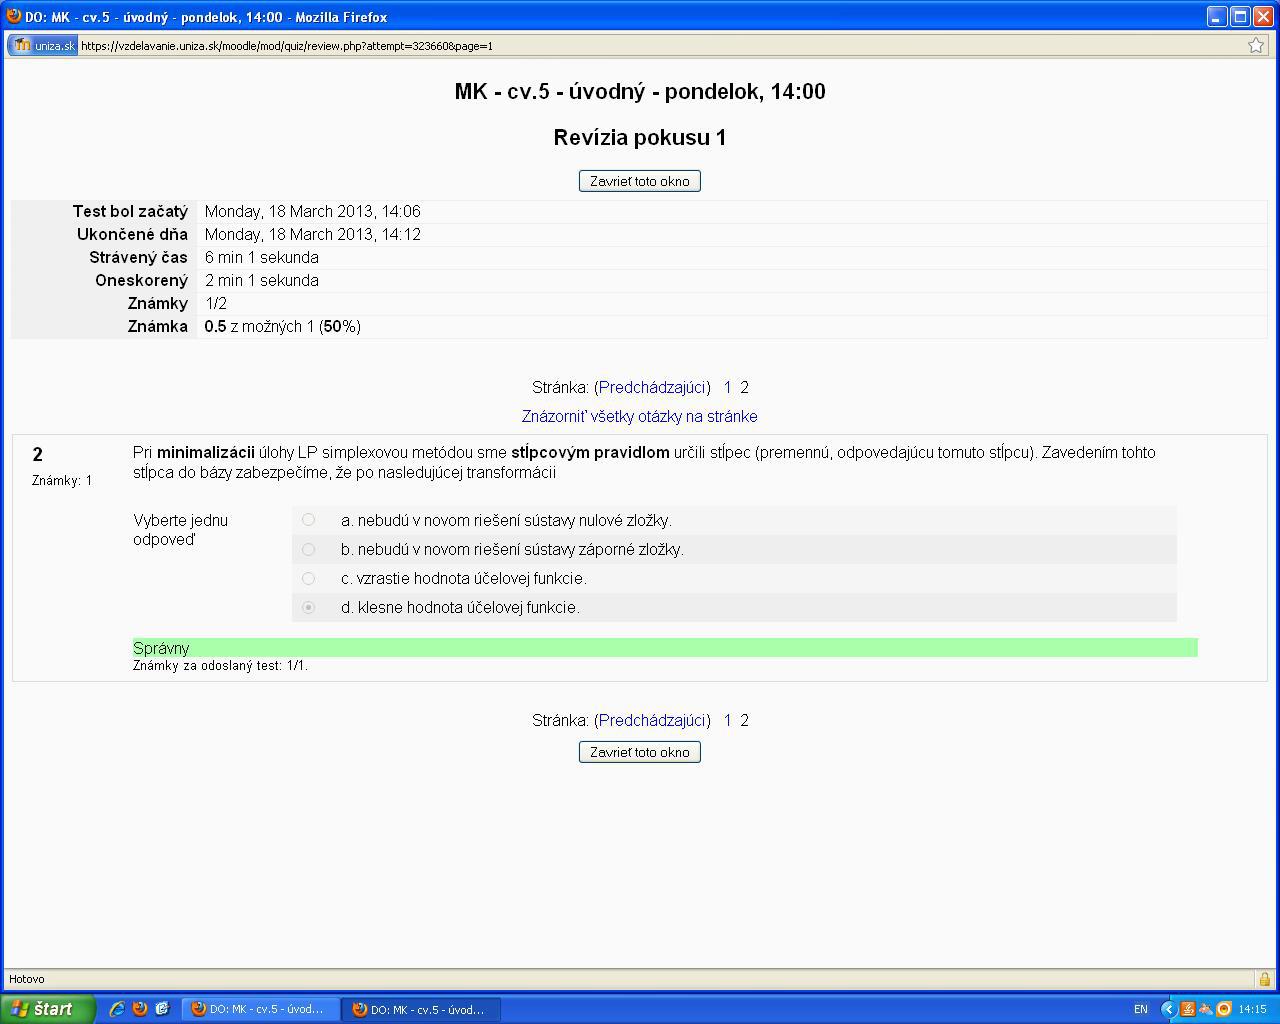 DO: MK - cv.5 - úvodný - pondelok, 14:00 - Mozilla Firefox
uniza.sk https://vzdelavanie.uniza.sk/moodle/mod/quiz/review.php?attempt=323660&page=1
MK - cv.5 - úvodný - pondelok, 14:00
Revízia pokusu 1
Zavrieť toto okno
Test bol začatý Monday, 18 March 2013, 14:06
Ukončené dňa Monday, 18 March 2013, 14:12
Strávený čas 6 min 1 sekunda
Oneskorený 2 min 1 sekunda
Známky 1/2
Známka 0.5 z možných 1 (50%)
Stránka: (Predchádzajúci) 1 2
Znázorniť všetky otázky na stránke
2
Známky: 1
Pri minimalizácii úlohy LP simplexovou metódou sme stĺpcovým pravidlom určili stĺpec (premennú, odpovedajúcu tomuto stĺpcu). Zavedením tohto
stĺpca do bázy zabezpečíme, že po nasledujúcej transformácii
Vyberte jednu
odpoveď
a. nebudú v novom riešení sústavy nulové zložky.
b. nebudú v novom riešení sústavy záporné zložky.
c. vzrastie hodnota účelovej funkcie.
d. klesne hodnota účelovej funkcie.
Správny
Známky za odoslaný test: 1/1.
Stránka: (Predchádzajúci) 1 2
Zavrieť toto okno
Hotovo
štart DO: MK - cv.5 - úvod... DO: MK - cv.5 - úvod... EN 14:15